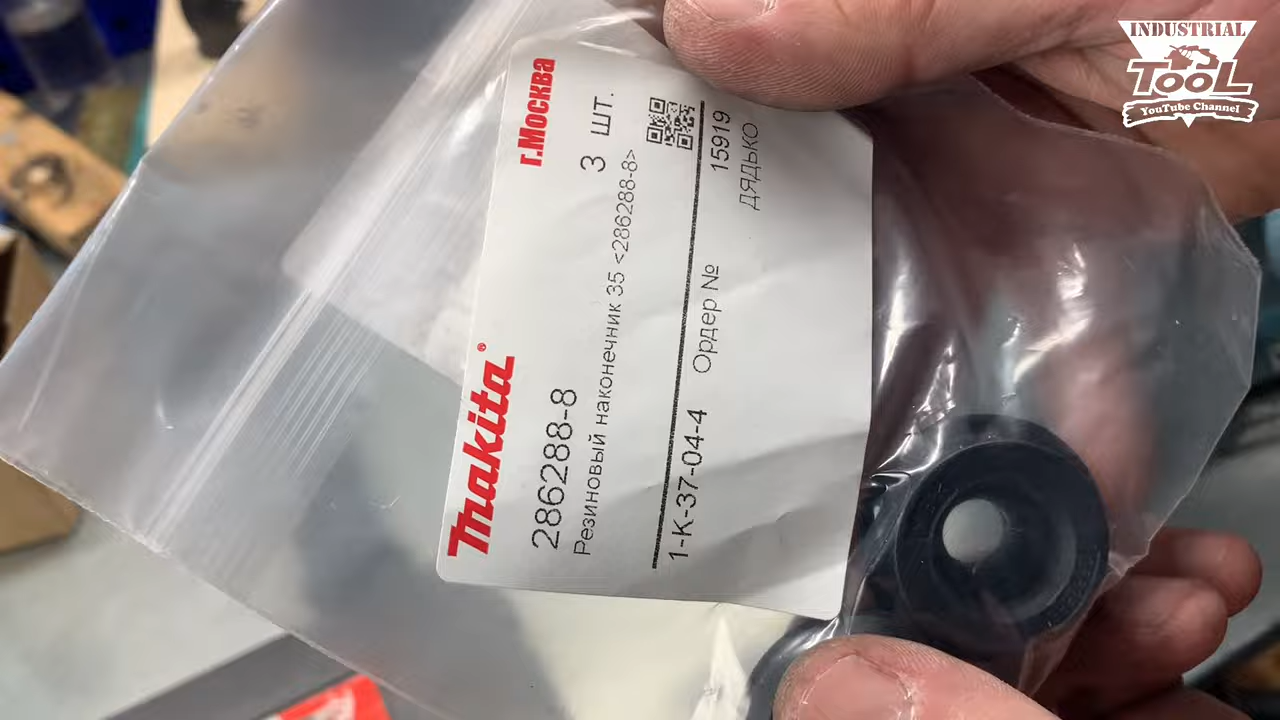 Makita®
г.Москва
286288-8
3 шт.
Резиновый наконечник 35 <286288-8>
1-К-37-04-4
Ордер №
15919
ДЯДЬКО
INDUSTRIAL
TOOL
YouTube Channel